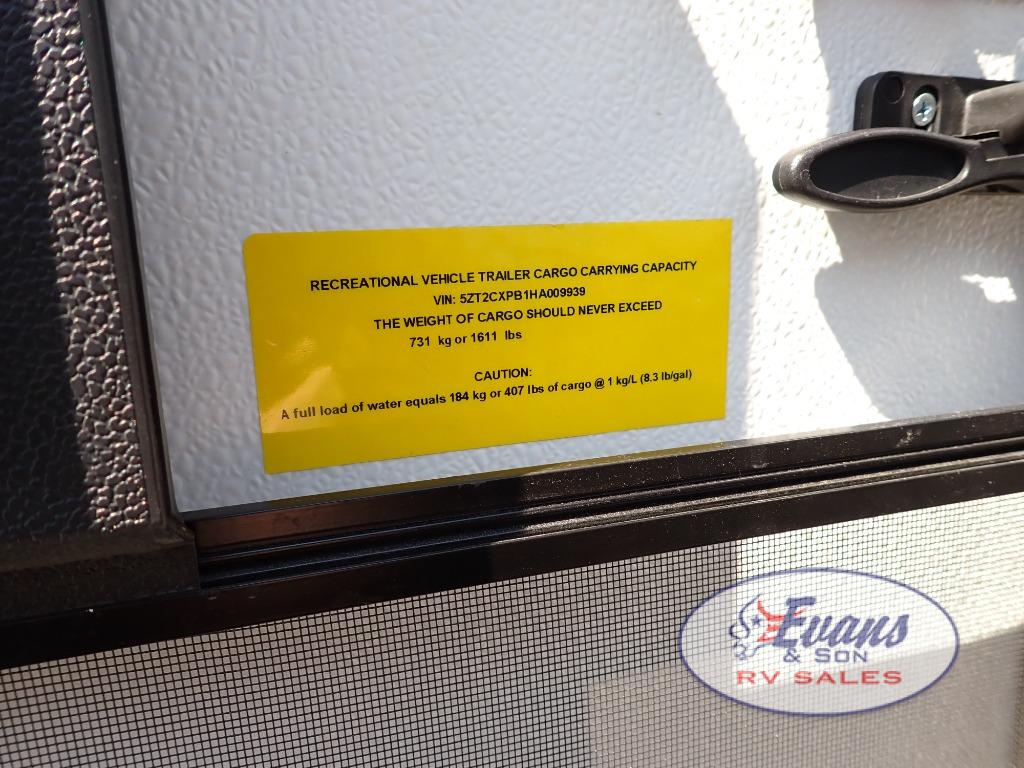 RECREATIONAL VEHICLE TRAILER CARGO CARRYING CAPACITY
VIN: 5ZT2CXPB1HA009939
THE WEIGHT OF CARGO SHOULD NEVER EXCEED
731 kg or 1611 lbs
CAUTION:
A full load of water equals 184 kg or 407 lbs of cargo @ 1 kg/L (8.3 lb/gal)
Evans
& SON
RV SALES